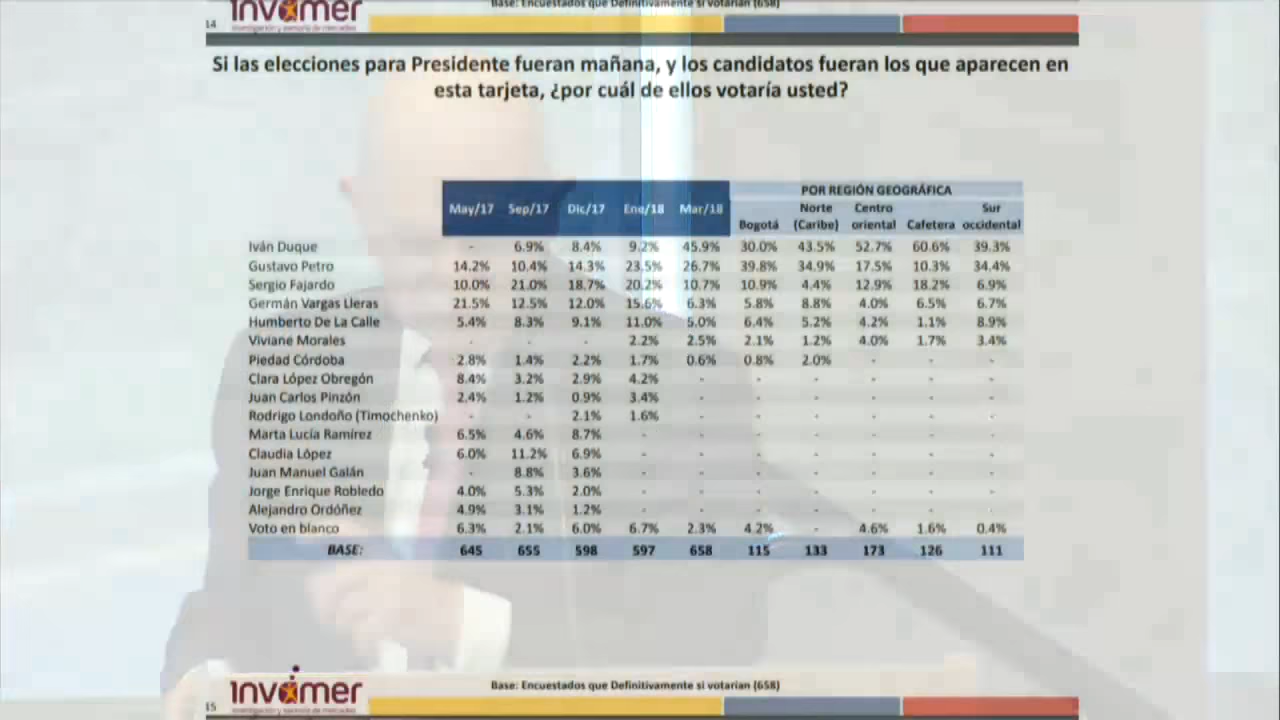 invamer
Base: Encuestados que Definitivamente si votarían (658)
14
Si las elecciones para Presidente fueran mañana, y los candidatos fueran los que aparecen en
esta tarjeta, ¿por cuál de ellos votaría usted?
POR REGIÓN GEOGRÁFICA
May/17 Sep/17 Dic/17 Ene/18 Mar/18 Bogotá Norte (Caribe) Centro oriental Cafetera Sur occidental
Iván Duque - 6.9% 8.4% 9.2% 45.9% 30.0% 43.5% 52.7% 60.6% 39.3%
Gustavo Petro 14.2% 10.4% 14.3% 23.5% 26.7% 39.8% 34.9% 17.5% 10.3% 34.4%
Sergio Fajardo 10.0% 21.0% 18.7% 20.2% 10.7% 10.9% 4.4% 12.9% 18.2% 6.9%
Germán Vargas Lleras 21.5% 12.5% 12.0% 15.6% 6.3% 5.8% 8.8% 4.0% 6.5% 6.7%
Humberto De La Calle 5.4% 8.3% 9.1% 11.0% 5.0% 6.4% 5.2% 4.2% 1.1% 8.9%
Viviane Morales - - - 2.2% 2.5% 2.1% 1.2% 4.0% 1.7% 3.4%
Piedad Córdoba 2.8% 1.4% 2.2% 1.7% 0.6% 0.8% 2.0% - - -
Clara López Obregón 8.4% 3.2% 2.9% 4.2% - - - - - -
Juan Carlos Pinzón 2.4% 1.2% 0.9% 3.4% - - - - - -
Rodrigo Londoño (Timochenko) - - 2.1% 1.6% - - - - - -
Marta Lucía Ramírez 6.5% 4.6% 8.7% - - - - - - -
Claudia López 6.0% 11.2% 6.9% - - - - - - -
Juan Manuel Galán - 8.8% 3.6% - - - - - - -
Jorge Enrique Robledo 4.0% 5.3% 2.0% - - - - - - -
Alejandro Ordóñez 4.9% 3.1% 1.2% - - - - - - -
Voto en blanco 6.3% 2.1% 6.0% 6.7% 2.3% 4.2% - 4.6% 1.6% 0.4%
BASE: 645 655 598 597 658 115 133 173 126 111
invamer
Base: Encuestados que Definitivamente si votarían (658)
15